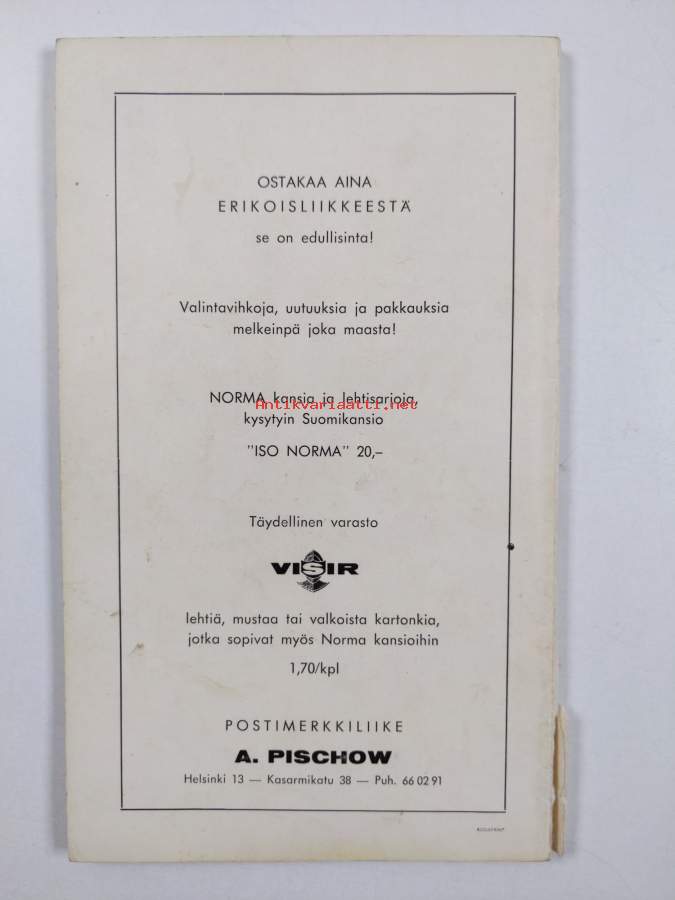 OSTAKAA AINA
ERIKOISLIIKKEESTÄ
se on edullisinta!
Valintavihkoja, uutuuksia ja pakkauksia
melkeinpä joka maasta!
NORMA kansia ja lehtisarjoja,
Antikvariaatti.net
kysytyin Suomikansio
"ISO NORMA" 20,–
Täydellinen varasto
VISIR
lehtiä, mustaa tai valkoista kartonkia,
jotka sopivat myös Norma kansioihin
1,70/kpl
POSTIMERKKILIIKE
A. PISCHOW
Helsinki 13 — Kasarmikatu 38 — Puh. 66 02 91